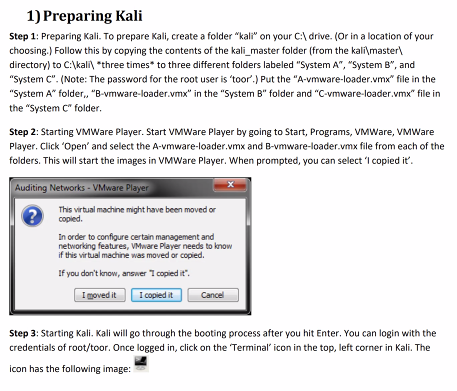 1) Preparing Kali
Step 1: Preparing Kali. To prepare Kali, create a folder “kali” on your C:\ drive. (Or in a location of your
choosing.) Follow this by copying the contents of the kali_master folder (from the kali\master\
directory) to C:\kali\ *three times* to three different folders labeled “System A”, “System B”, and
“System C”. (Note: The password for the root user is ‘toor’.) Put the “A-vmware-loader.vmx” file in the
“System A” folder,, “B-vmware-loader.vmx” in the “System B” folder and “C-vmware-loader.vmx” file in
the “System C” folder.
Step 2: Starting VMWare Player. Start VMWare Player by going to Start, Programs, VMWare, VMWare
Player. Click ‘Open’ and select the A-vmware-loader.vmx and B-vmware-loader.vmx file from each of the
folders. This will start the images in VMWare Player. When prompted, you can select ‘I copied it’.
Auditing Networks - VMware Player
This virtual machine might have been moved or
copied.
In order to configure certain management and
networking features, VMware Player needs to know
if this virtual machine was moved or copied.
If you don't know, answer "I copied it".
I moved it I copied it Cancel
Step 3: Starting Kali. Kali will go through the booting process after you hit Enter. You can login with the
credentials of root/toor. Once logged in, click on the ‘Terminal’ icon in the top, left corner in Kali. The
icon has the following image: